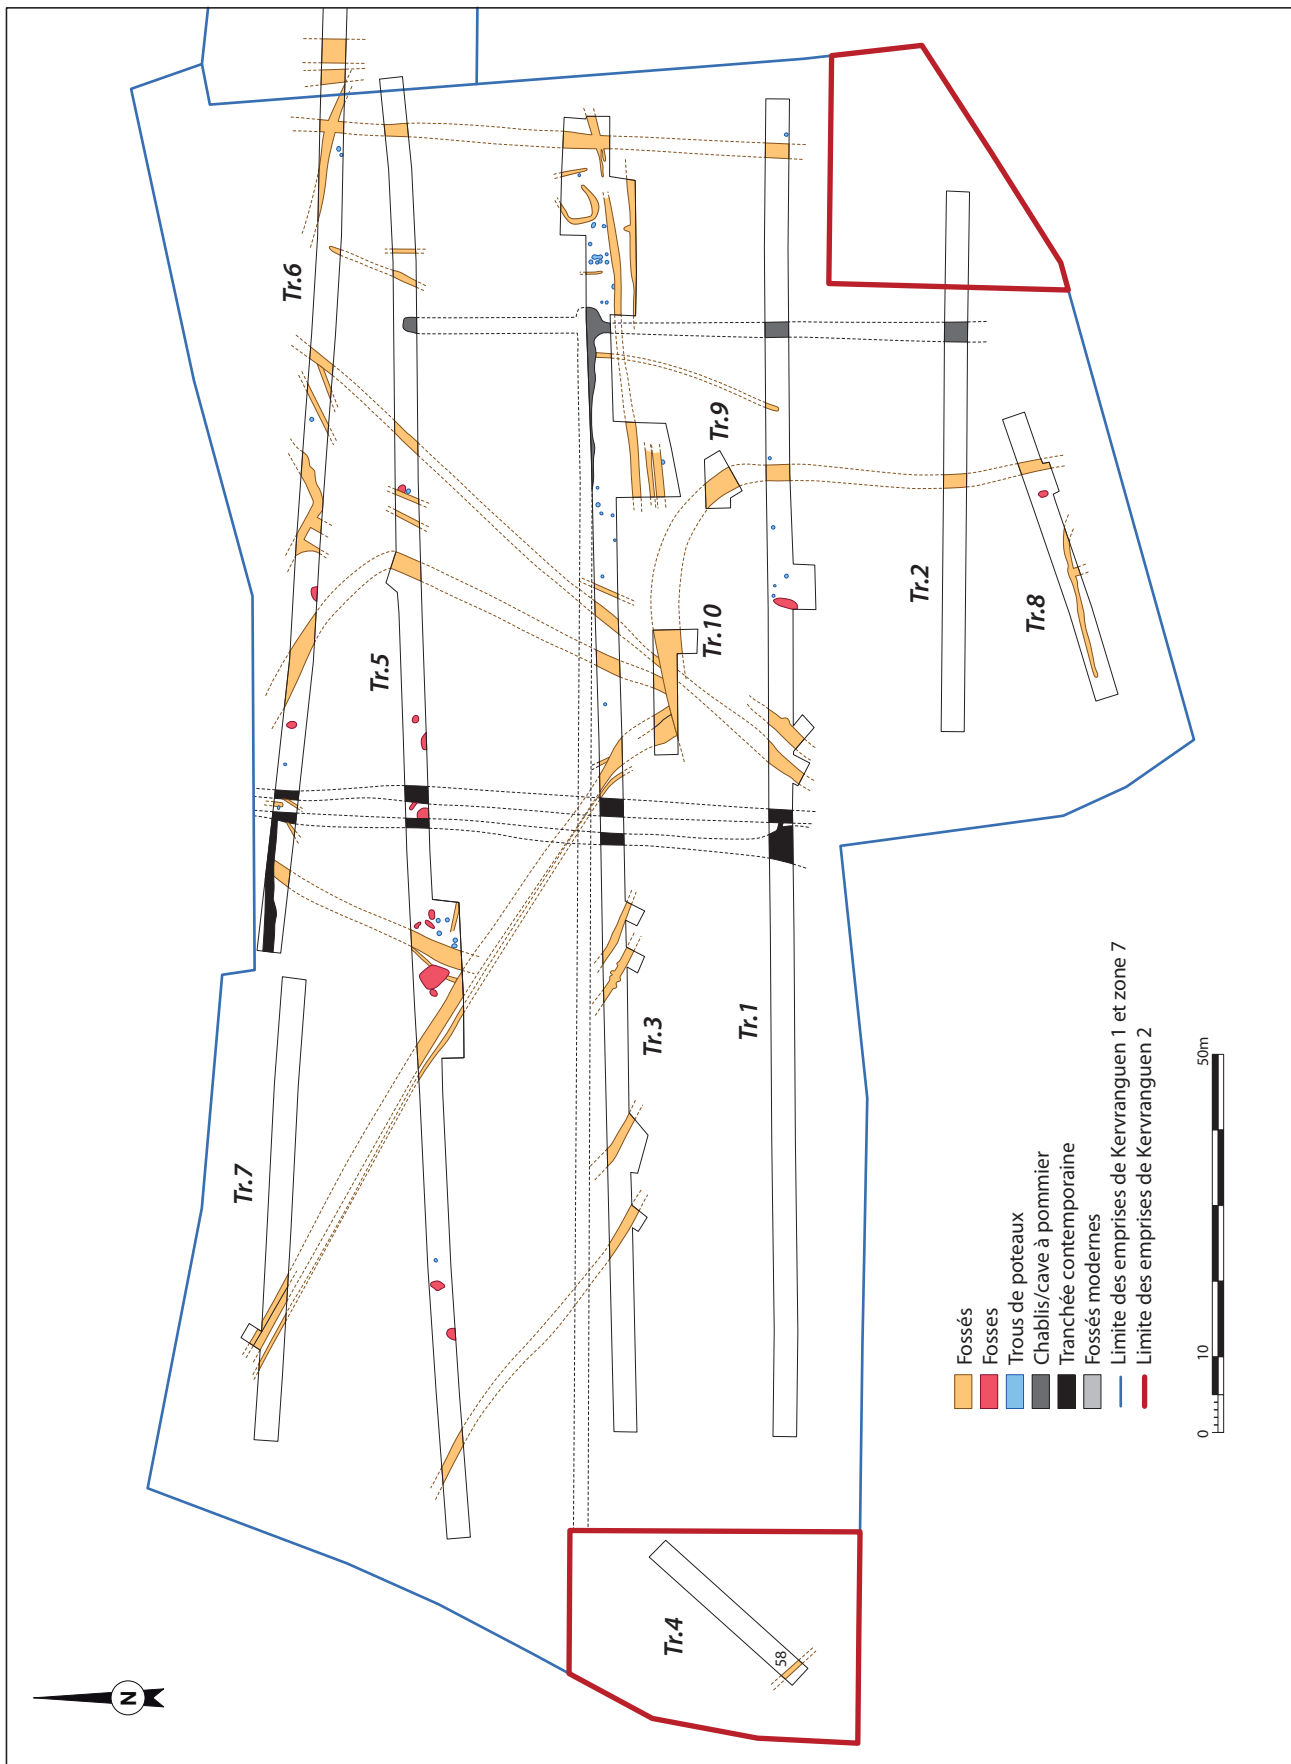 Tr.6
Tr.5
Tr.9
Tr.10
Tr.2
Tr.8
Tr.7
Tr.3
Tr.1
Tr.4
58
N
Fossés
Fosses
Trous de poteaux
Chablis/cave à pommier
Tranchée contemporaine
Fossés modernes
Limite des emprises de Kervranguen 1 et zone 7
Limite des emprises de Kervranguen 2
0 10 50m